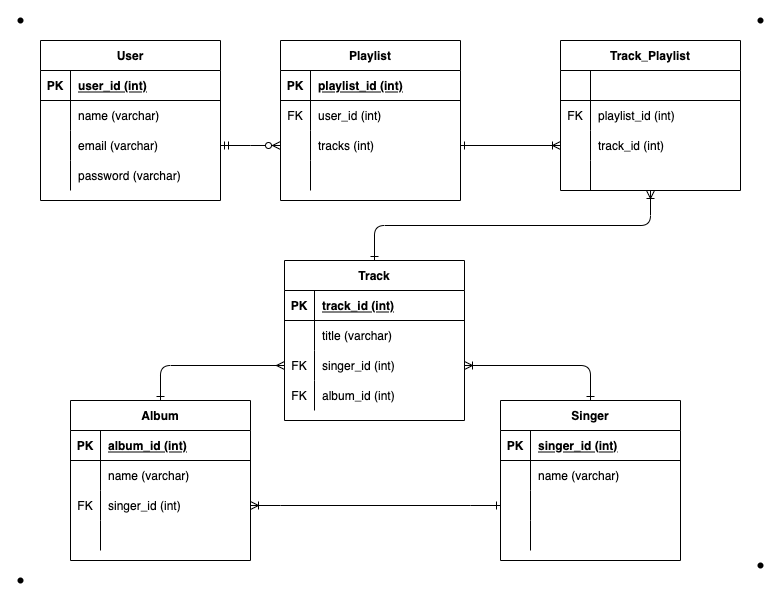 User
PK user_id (int)
name (varchar)
email (varchar)
password (varchar)
Playlist
PK playlist_id (int)
FK user_id (int)
tracks (int)
Track_Playlist
FK playlist_id (int)
track_id (int)
Track
PK track_id (int)
title (varchar)
FK singer_id (int)
FK album_id (int)
Album
PK album_id (int)
name (varchar)
FK singer_id (int)
Singer
PK singer_id (int)
name (varchar)